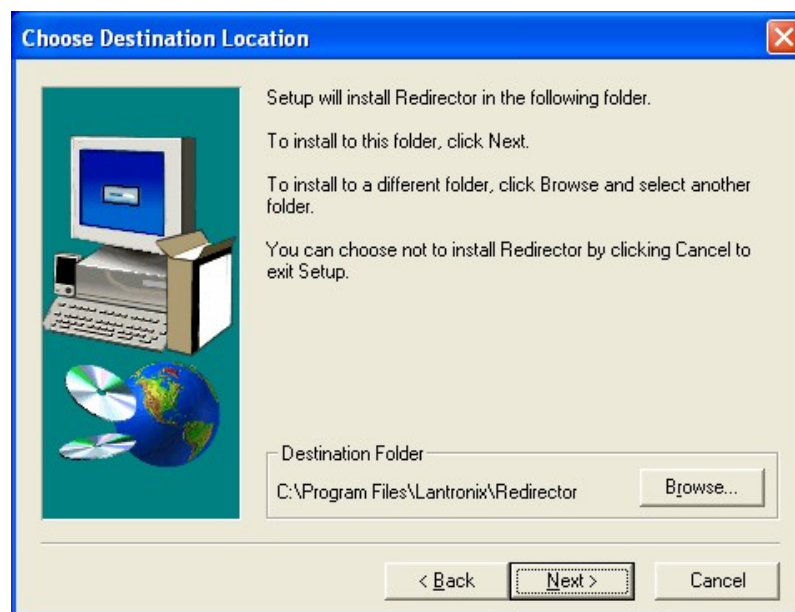 Choose Destination Location
Setup will install Redirector in the following folder.
To install to this folder, click Next.
To install to a different folder, click Browse and select another
folder.
You can choose not to install Redirector by clicking Cancel to
exit Setup.
Destination Folder
C:\Program Files\Lantronix\Redirector
Browse...
< Back
Next >
Cancel